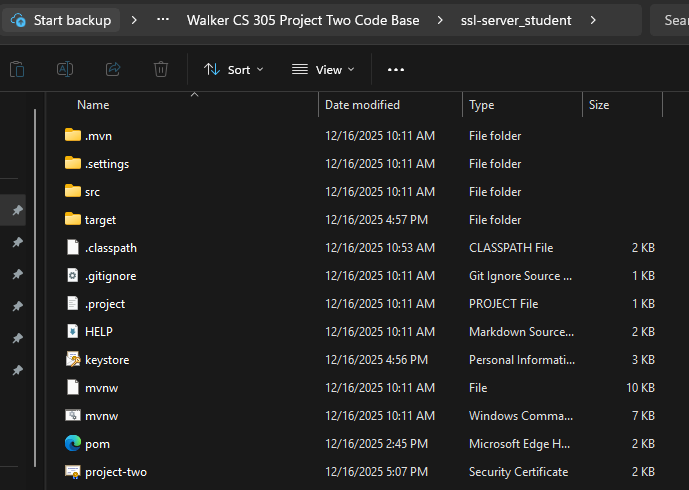 Start backup > ... Walker CS 305 Project Two Code Base > ssl-server_student >
Sort View ...
Name Date modified Type Size
.mvn 12/16/2025 10:11 AM File folder
.settings 12/16/2025 10:11 AM File folder
src 12/16/2025 10:11 AM File folder
target 12/16/2025 4:57 PM File folder
.classpath 12/16/2025 10:53 AM CLASSPATH File 2 KB
.gitignore 12/16/2025 10:11 AM Git Ignore Source ... 1 KB
.project 12/16/2025 10:11 AM PROJECT File 1 KB
HELP 12/16/2025 10:11 AM Markdown Source... 2 KB
keystore 12/16/2025 4:56 PM Personal Informati... 3 KB
mvnw 12/16/2025 10:11 AM File 10 KB
mvnw 12/16/2025 10:11 AM Windows Comma... 7 KB
pom 12/16/2025 2:45 PM Microsoft Edge H... 2 KB
project-two 12/16/2025 5:07 PM Security Certificate 2 KB